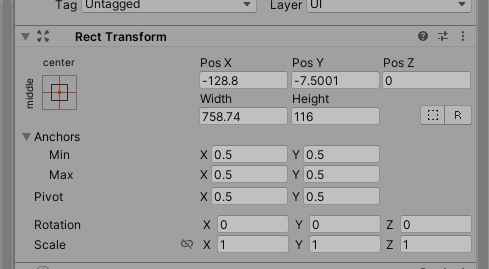 Tag Untagged Layer UI
Rect Transform
center
middle
Pos X Pos Y Pos Z
-128.8 -7.5001 0
Width Height
758.74 116
R
Anchors
Min X 0.5 Y 0.5
Max X 0.5 Y 0.5
Pivot X 0.5 Y 0.5
Rotation X 0 Y 0 Z 0
Scale X 1 Y 1 Z 1